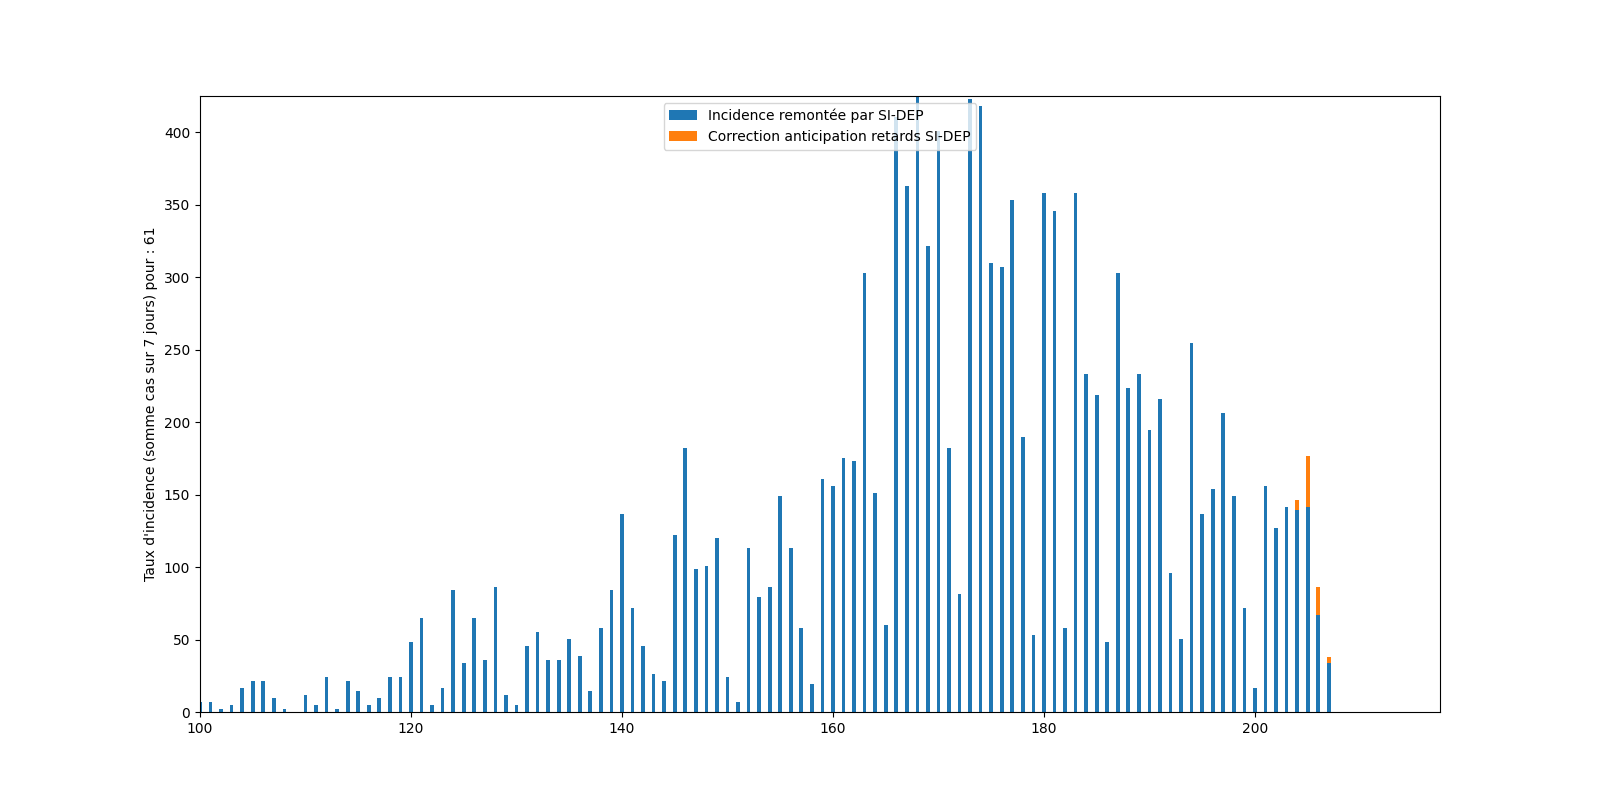 Incidence remontée par SI-DEP
Correction anticipation retards SI-DEP
Taux d'incidence (somme cas sur 7 jours) pour : 61
400
350
300
250
200
150
100
50
0
100 120 140 160 180 200